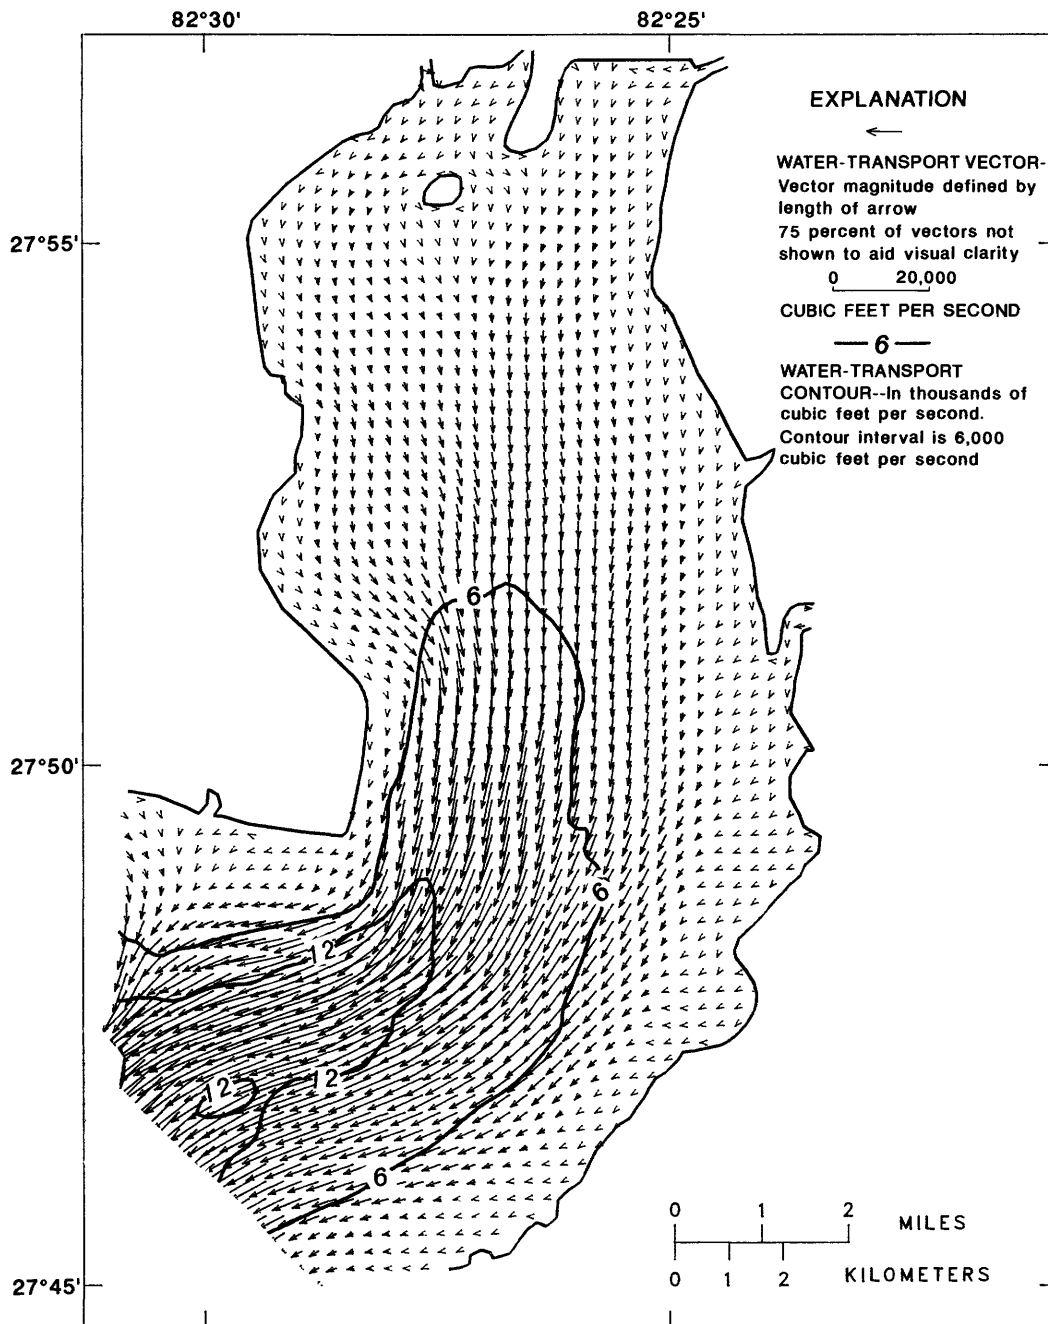 82°30'
82°25'
EXPLANATION
WATER-TRANSPORT VECTOR-
Vector magnitude defined by
length of arrow
75 percent of vectors not
shown to aid visual clarity
0 20,000
CUBIC FEET PER SECOND
6
WATER-TRANSPORT
CONTOUR--In thousands of
cubic feet per second.
Contour interval is 6,000
cubic feet per second
27°55'
6
27°50'
6
12
12
12
6
0 1 2
MILES
0 1 2
KILOMETERS
27°45'